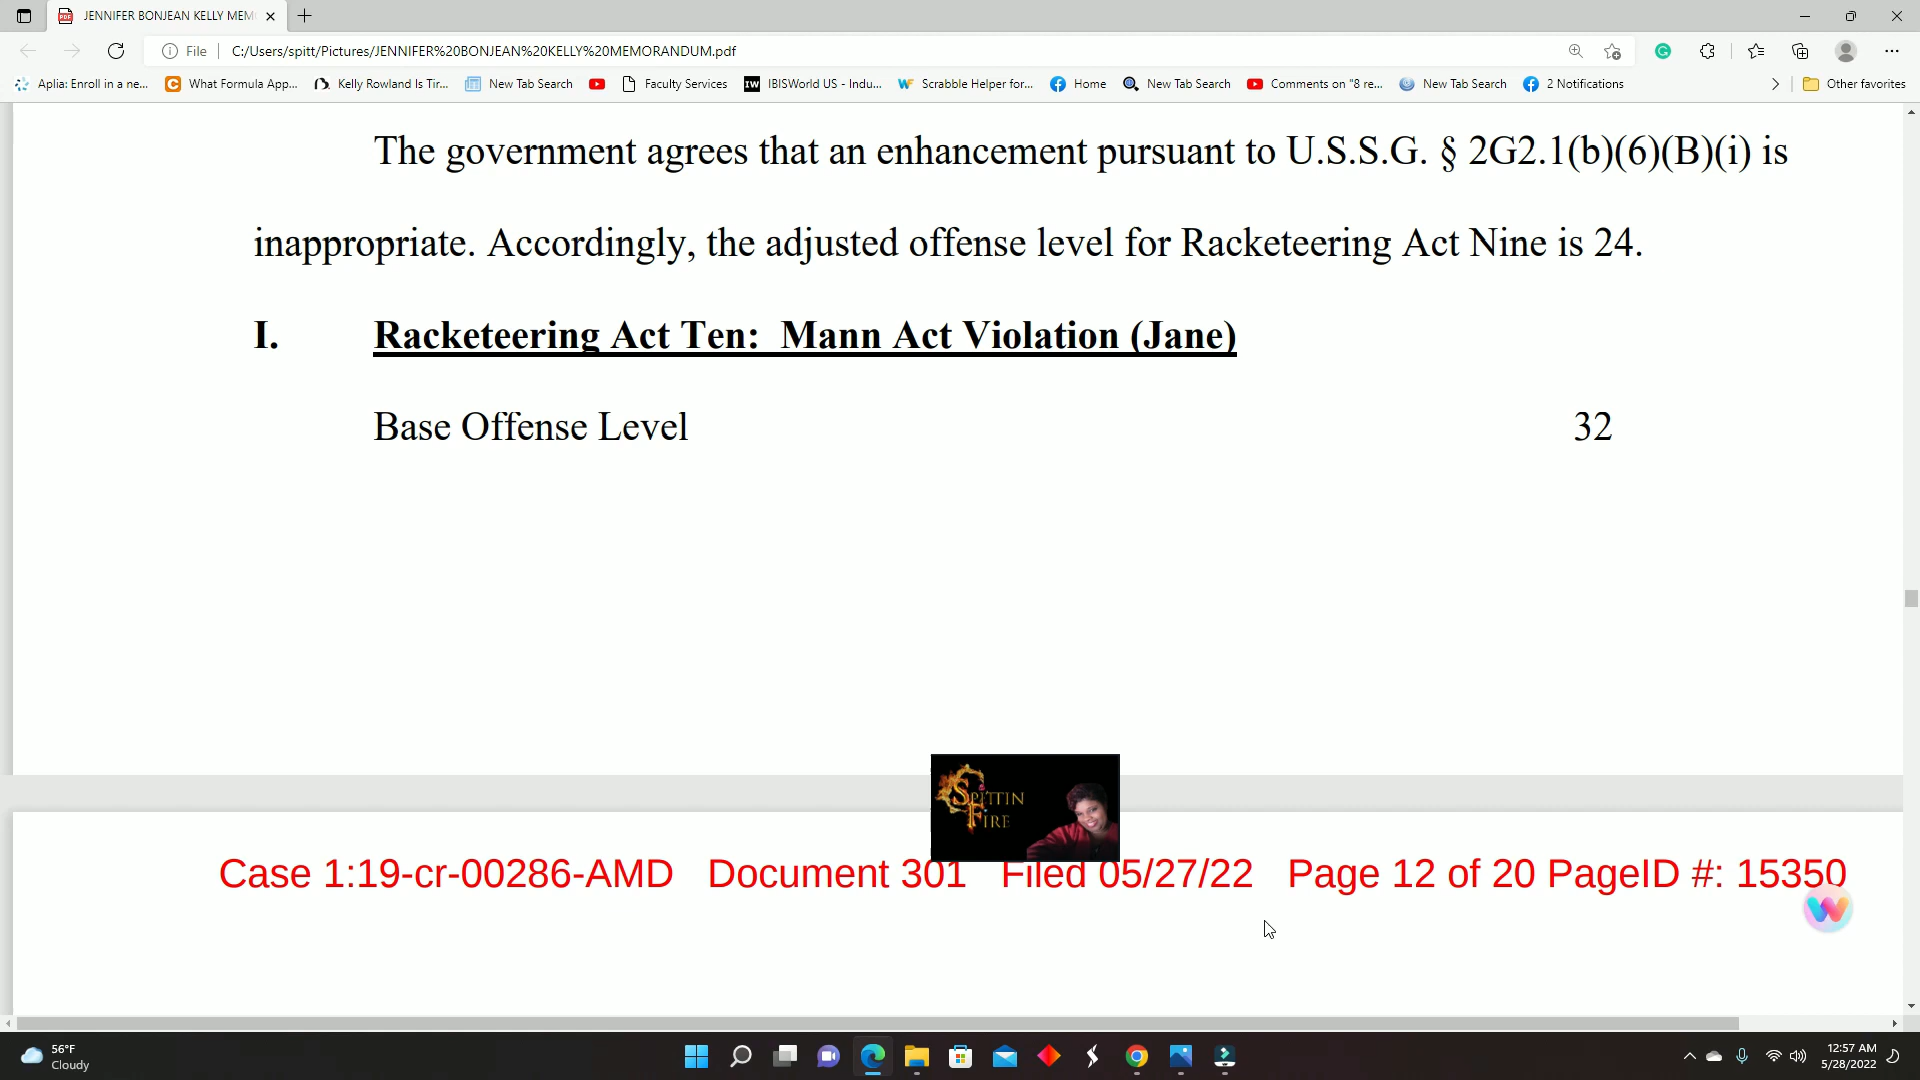 JENNIFER BONJEAN KELLY MEM
File
C:/Users/spitt/Pictures/JENNIFER%20BONJEAN%20KELLY%20MEMORANDUM.pdf
Aplia: Enroll in a ne... What Formula App... Kelly Rowland Is Tir... New Tab Search Faculty Services IW IBISWorld US - Indu... WF Scrabble Helper for... Home New Tab Search Comments on "8 re... New Tab Search 2 Notifications Other favorites
The government agrees that an enhancement pursuant to U.S.S.G. § 2G2.1(b)(6)(B)(i) is
inappropriate. Accordingly, the adjusted offense level for Racketeering Act Nine is 24.
I. Racketeering Act Ten: Mann Act Violation (Jane)
Base Offense Level 32
SPITTIN
FIRE
Case 1:19-cr-00286-AMD Document 301 Filed 05/27/22 Page 12 of 20 PageID #: 15350
56°F
Cloudy
12:57 AM
5/28/2022